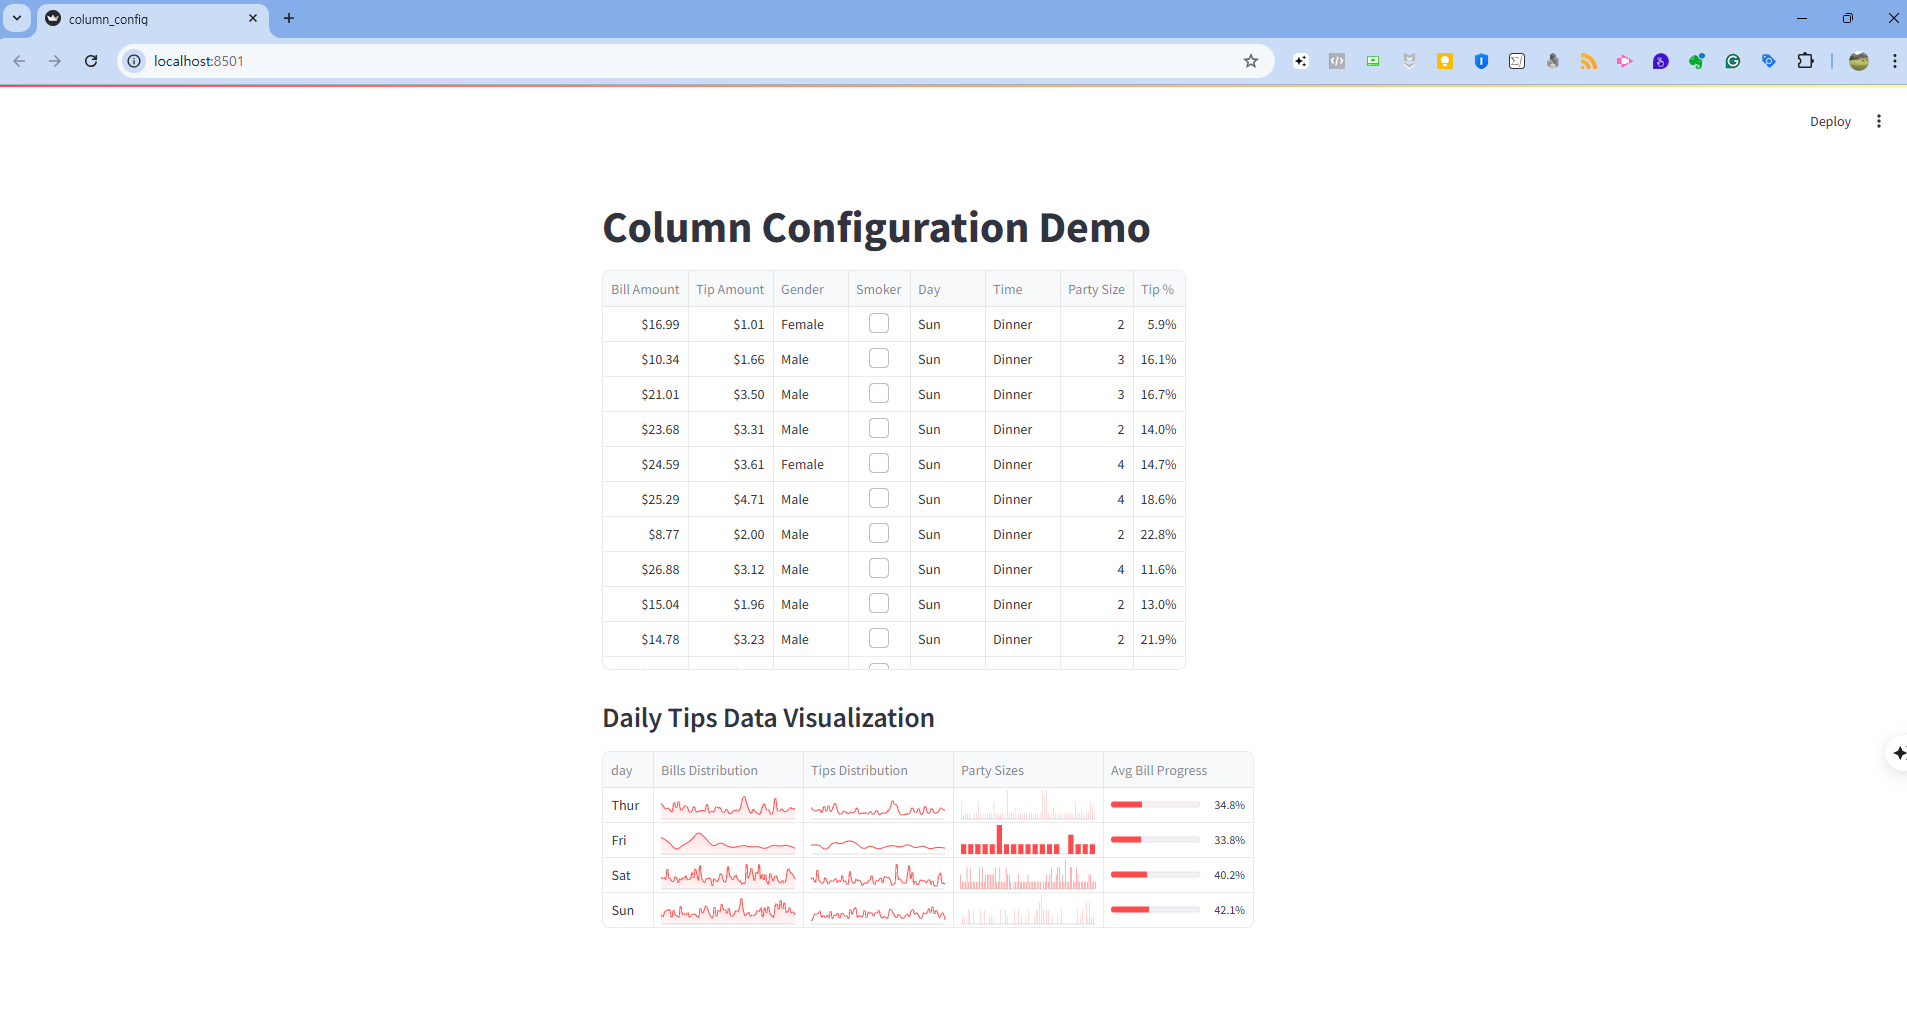 column_config
localhost:8501
Deploy
Column Configuration Demo
Bill Amount Tip Amount Gender Smoker Day Time Party Size Tip %
$16.99 $1.01 Female Sun Dinner 2 5.9%
$10.34 $1.66 Male Sun Dinner 3 16.1%
$21.01 $3.50 Male Sun Dinner 3 16.7%
$23.68 $3.31 Male Sun Dinner 2 14.0%
$24.59 $3.61 Female Sun Dinner 4 14.7%
$25.29 $4.71 Male Sun Dinner 4 18.6%
$8.77 $2.00 Male Sun Dinner 2 22.8%
$26.88 $3.12 Male Sun Dinner 4 11.6%
$15.04 $1.96 Male Sun Dinner 2 13.0%
$14.78 $3.23 Male Sun Dinner 2 21.9%
Daily Tips Data Visualization
day Bills Distribution Tips Distribution Party Sizes Avg Bill Progress
Thur 34.8%
Fri 33.8%
Sat 40.2%
Sun 42.1%